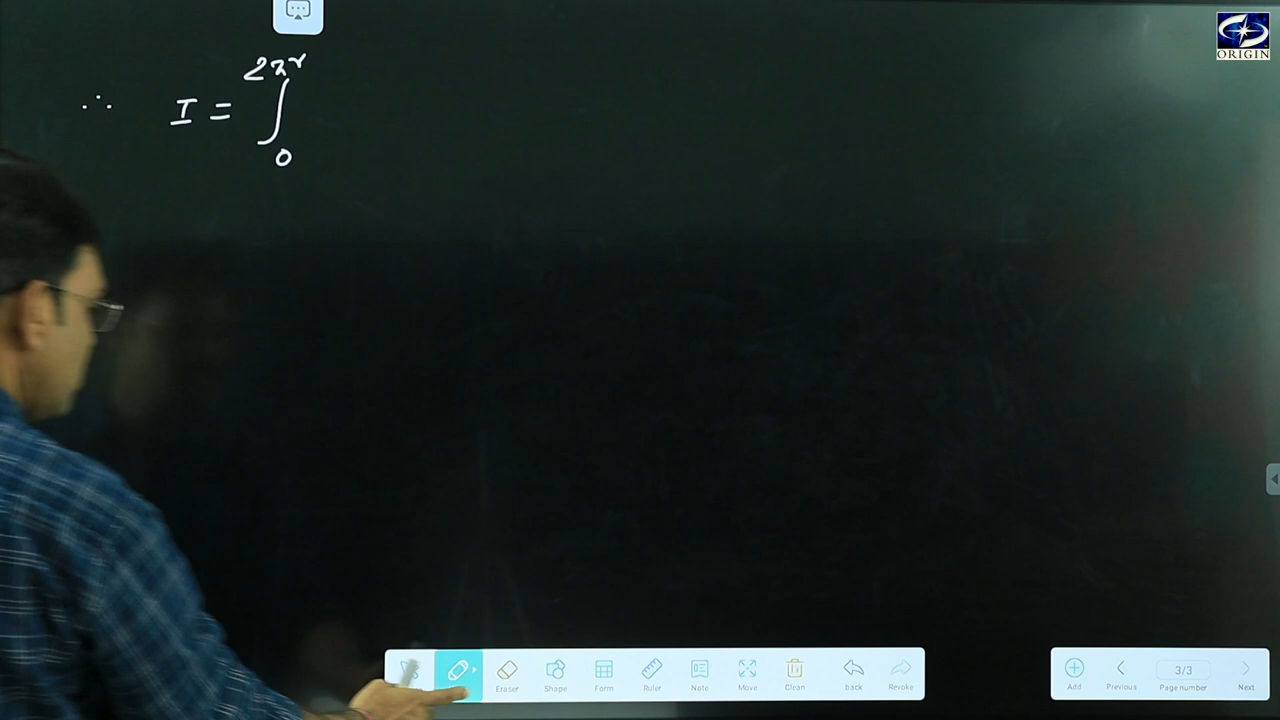 ORIGIN
2πr
∴ I = ∫
0
Eraser Shape Form Ruler Note Move Clean back Revoke
Add Previous 3/3 Page number Next